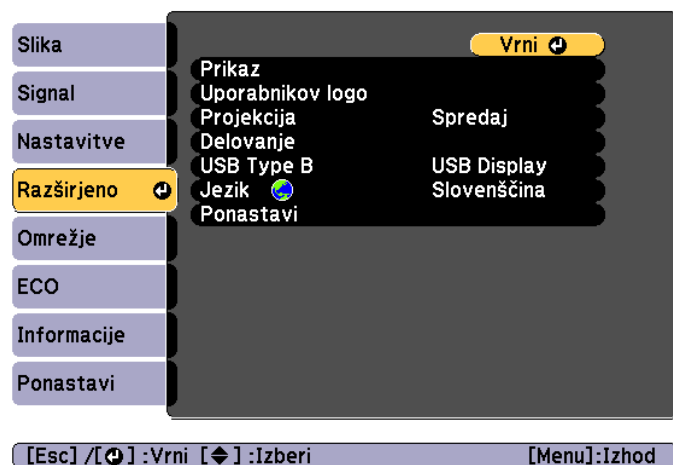 Slika
Signal
Nastavitve
Razširjeno
Omrežje
ECO
Informacije
Ponastavi
Vrni
Prikaz
Uporabnikov logo
Projekcija Spredaj
Delovanje
USB Type B USB Display
Jezik Slovenščina
Ponastavi
[Esc] /[ ] :Vrni [ ] :Izberi [Menu]:Izhod